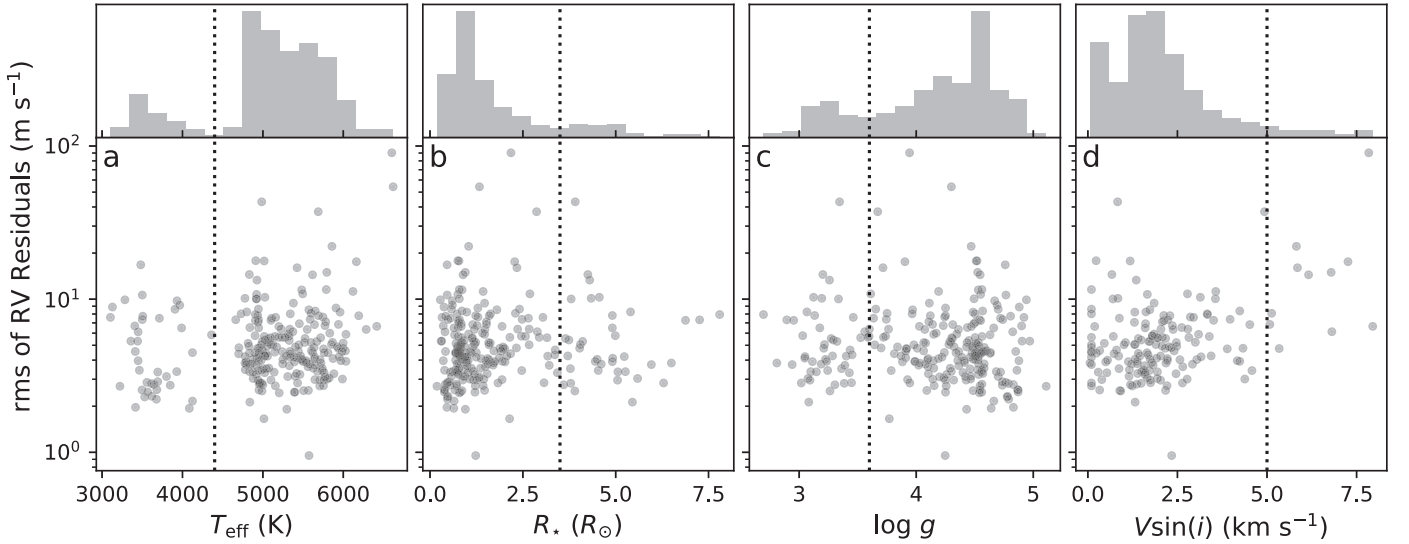 rms of RV Residuals (m s⁻¹)
10²
10¹
10⁰
a
b
c
d
3000 4000 5000 6000
0.0 2.5 5.0 7.5
3 4 5
0.0 2.5 5.0 7.5
T_eff (K)
R⋆ (R⊙)
log g
Vsin(i) (km s⁻¹)